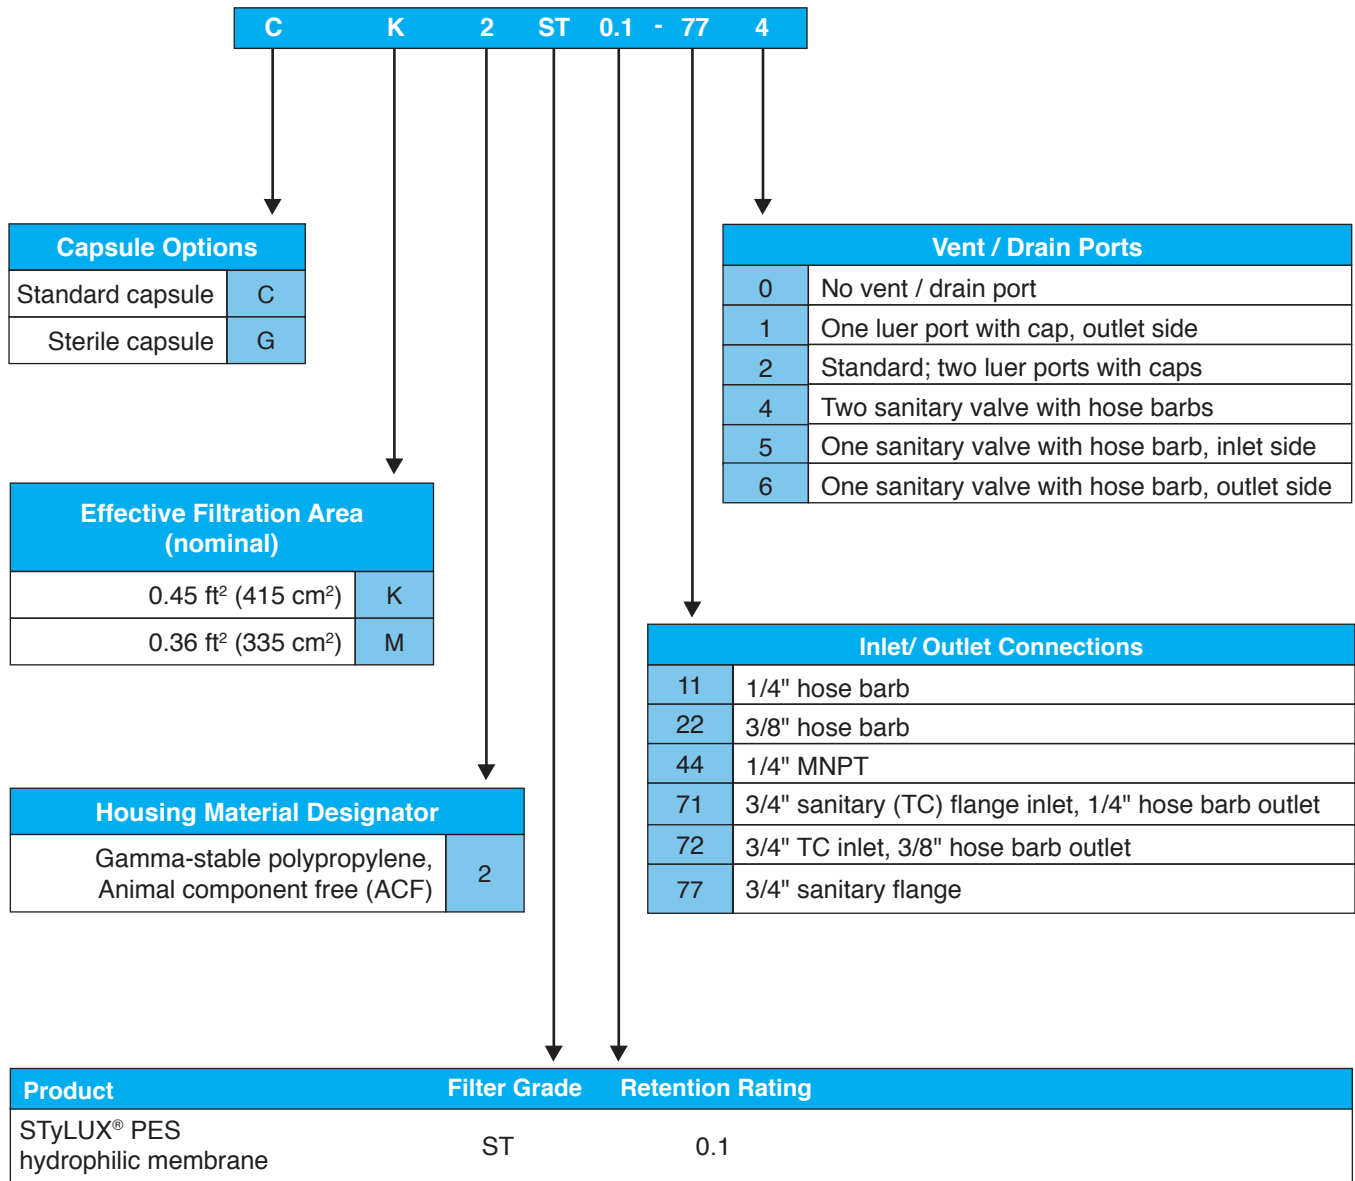 C K 2 ST 0.1 - 77 4
Capsule Options
Standard capsule C
Sterile capsule G
Vent / Drain Ports
0 No vent / drain port
1 One luer port with cap, outlet side
2 Standard; two luer ports with caps
4 Two sanitary valve with hose barbs
5 One sanitary valve with hose barb, inlet side
6 One sanitary valve with hose barb, outlet side
Effective Filtration Area
(nominal)
0.45 ft² (415 cm²) K
0.36 ft² (335 cm²) M
Inlet/ Outlet Connections
11 1/4" hose barb
22 3/8" hose barb
44 1/4" MNPT
71 3/4" sanitary (TC) flange inlet, 1/4" hose barb outlet
72 3/4" TC inlet, 3/8" hose barb outlet
77 3/4" sanitary flange
Housing Material Designator
Gamma-stable polypropylene,
Animal component free (ACF)
2
Product Filter Grade Retention Rating
STyLUX® PES
hydrophilic membrane
ST 0.1